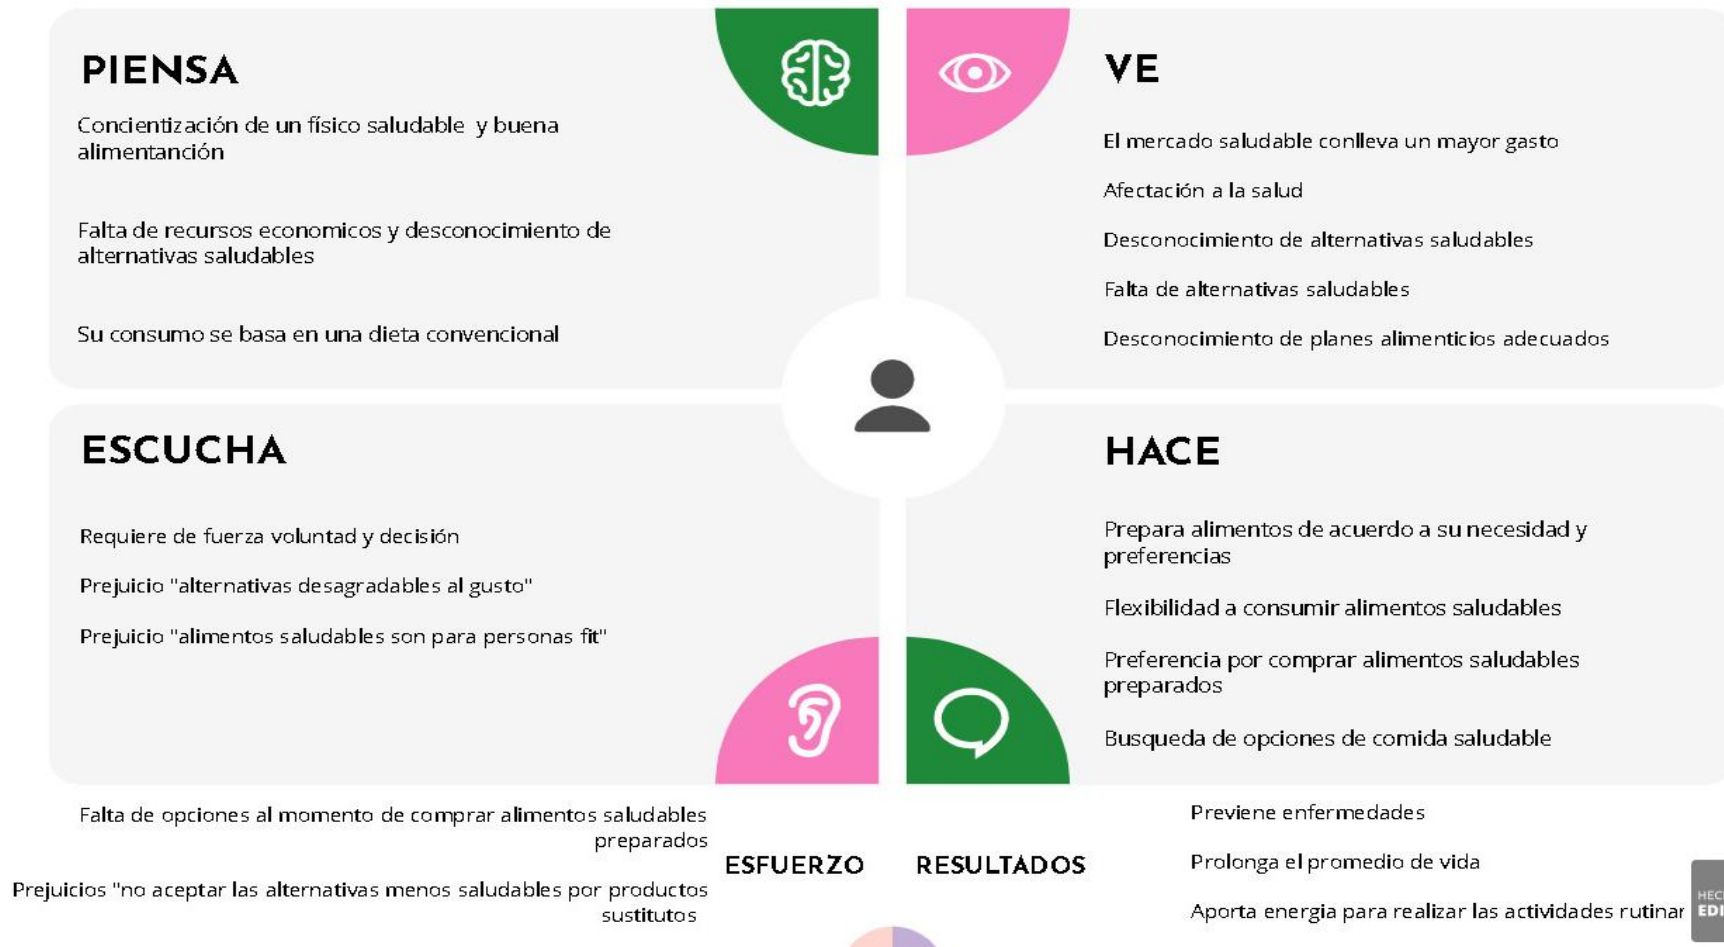 PIENSA
Concientización de un físico saludable y buena
alimentanción
Falta de recursos economicos y desconocimiento de
alternativas saludables
Su consumo se basa en una dieta convencional
VE
El mercado saludable conlleva un mayor gasto
Afectación a la salud
Desconocimiento de alternativas saludables
Falta de alternativas saludables
Desconocimiento de planes alimenticios adecuados
ESCUCHA
Requiere de fuerza voluntad y decisión
Prejuicio "alternativas desagradables al gusto"
Prejuicio "alimentos saludables son para personas fit"
HACE
Prepara alimentos de acuerdo a su necesidad y
preferencias
Flexibilidad a consumir alimentos saludables
Preferencia por comprar alimentos saludables
preparados
Busqueda de opciones de comida saludable
Falta de opciones al momento de comprar alimentos saludables
preparados
Prejuicios "no aceptar las alternativas menos saludables por productos
sustitutos
ESFUERZO
RESULTADOS
Previene enfermedades
Prolonga el promedio de vida
Aporta energia para realizar las actividades rutinar